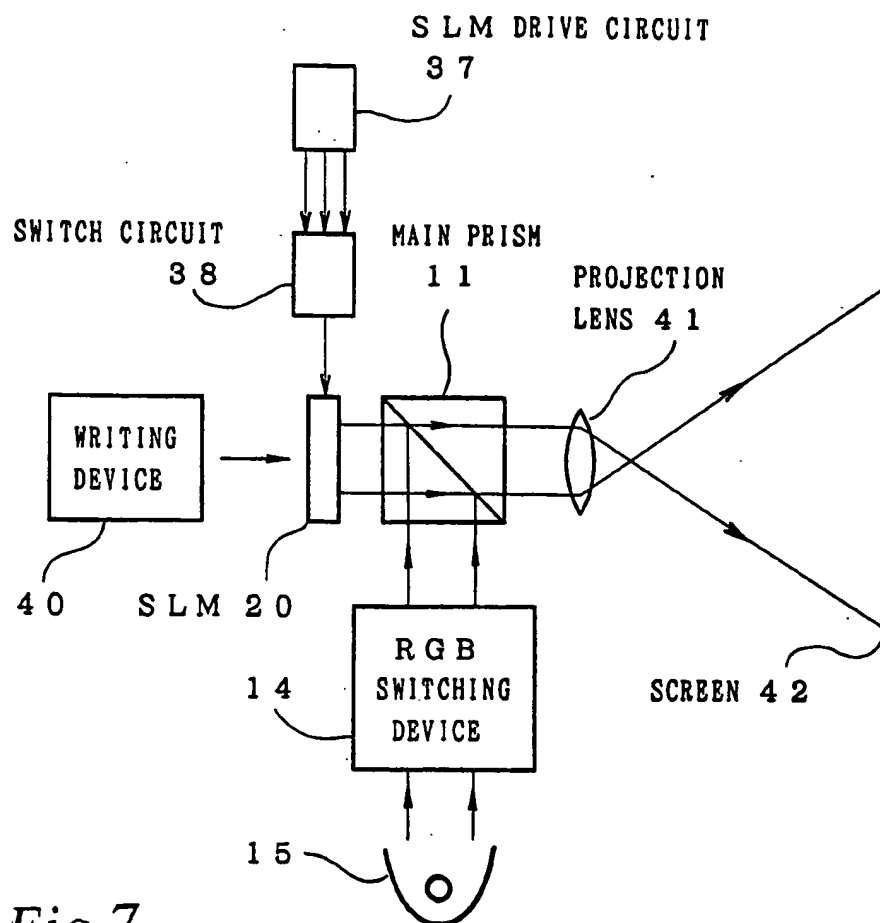 SLM DRIVE CIRCUIT
37
SWITCH CIRCUIT
38
MAIN PRISM
11
PROJECTION
LENS 41
WRITING
DEVICE
40
SLM 20
RGB
SWITCHING
DEVICE
14
SCREEN 42
15
Fig.7